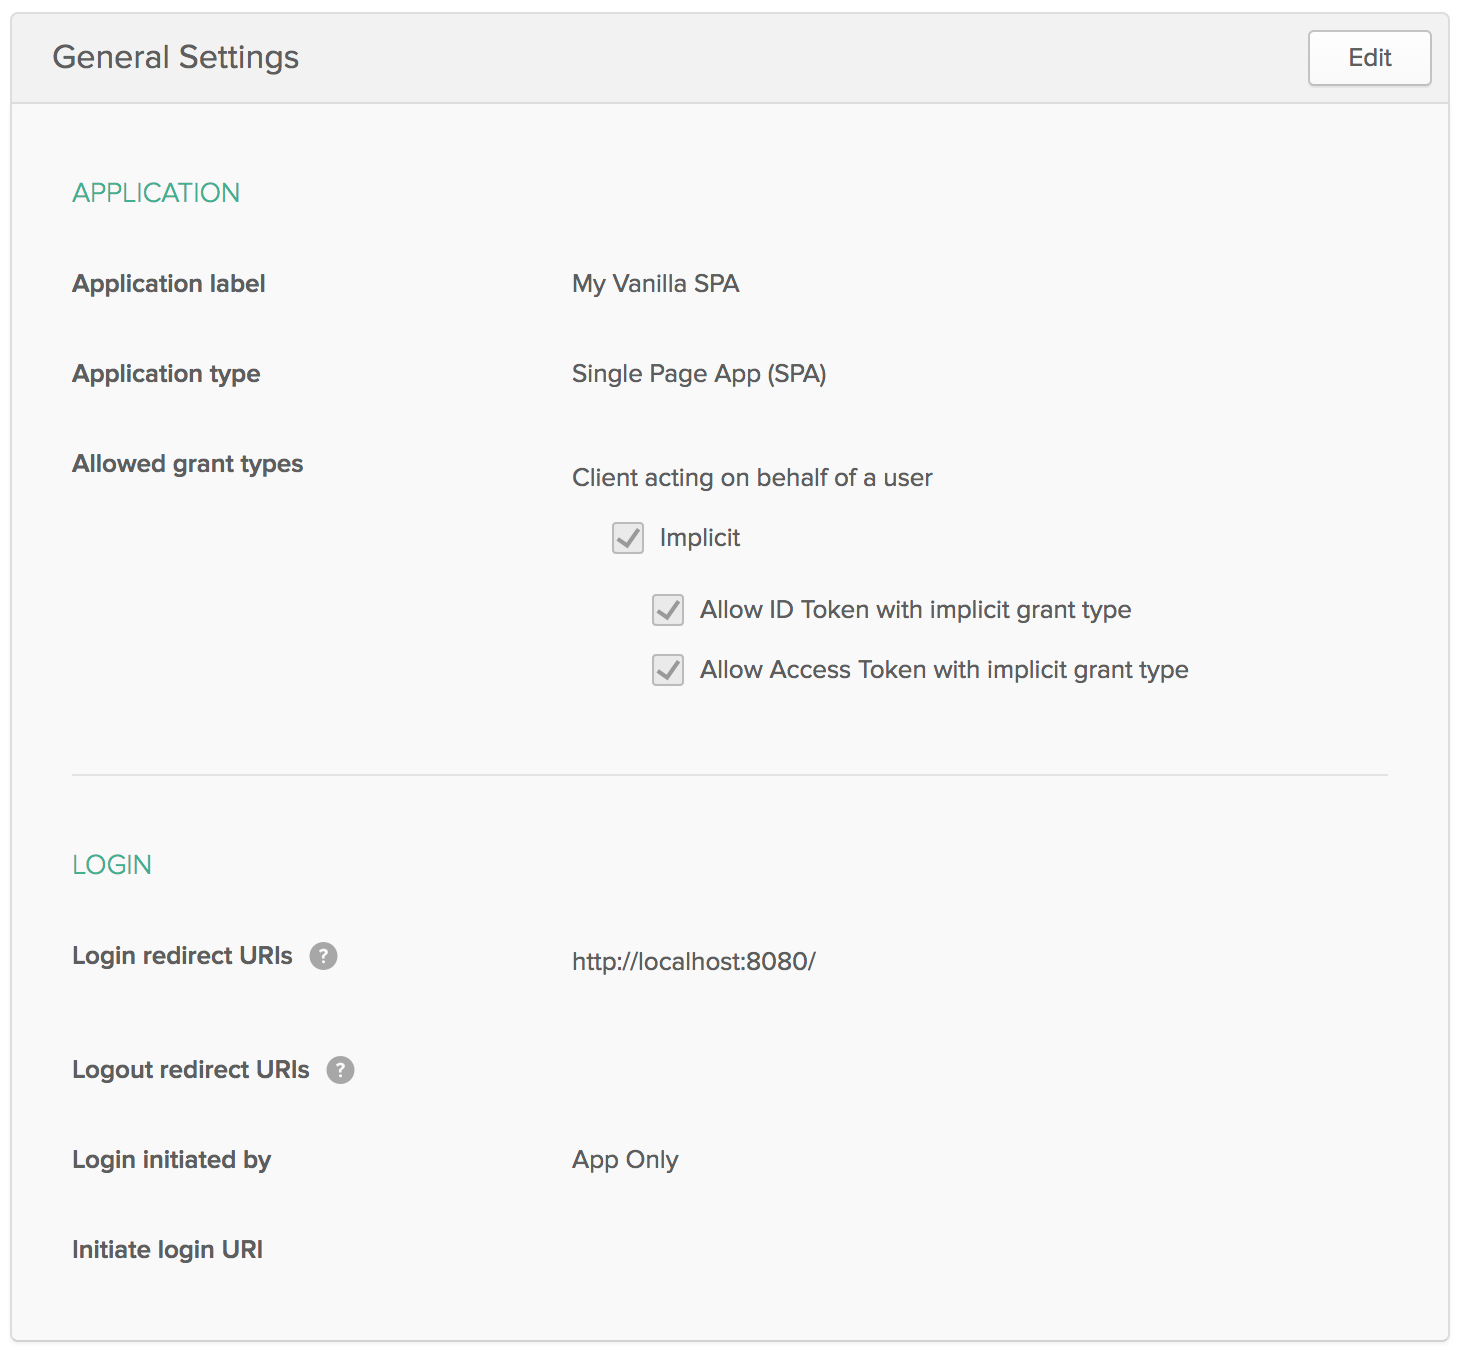 General Settings
Edit
APPLICATION
Application label
My Vanilla SPA
Application type
Single Page App (SPA)
Allowed grant types
Client acting on behalf of a user
Implicit
Allow ID Token with implicit grant type
Allow Access Token with implicit grant type
LOGIN
Login redirect URIs ?
http://localhost:8080/
Logout redirect URIs ?
Login initiated by
App Only
Initiate login URI